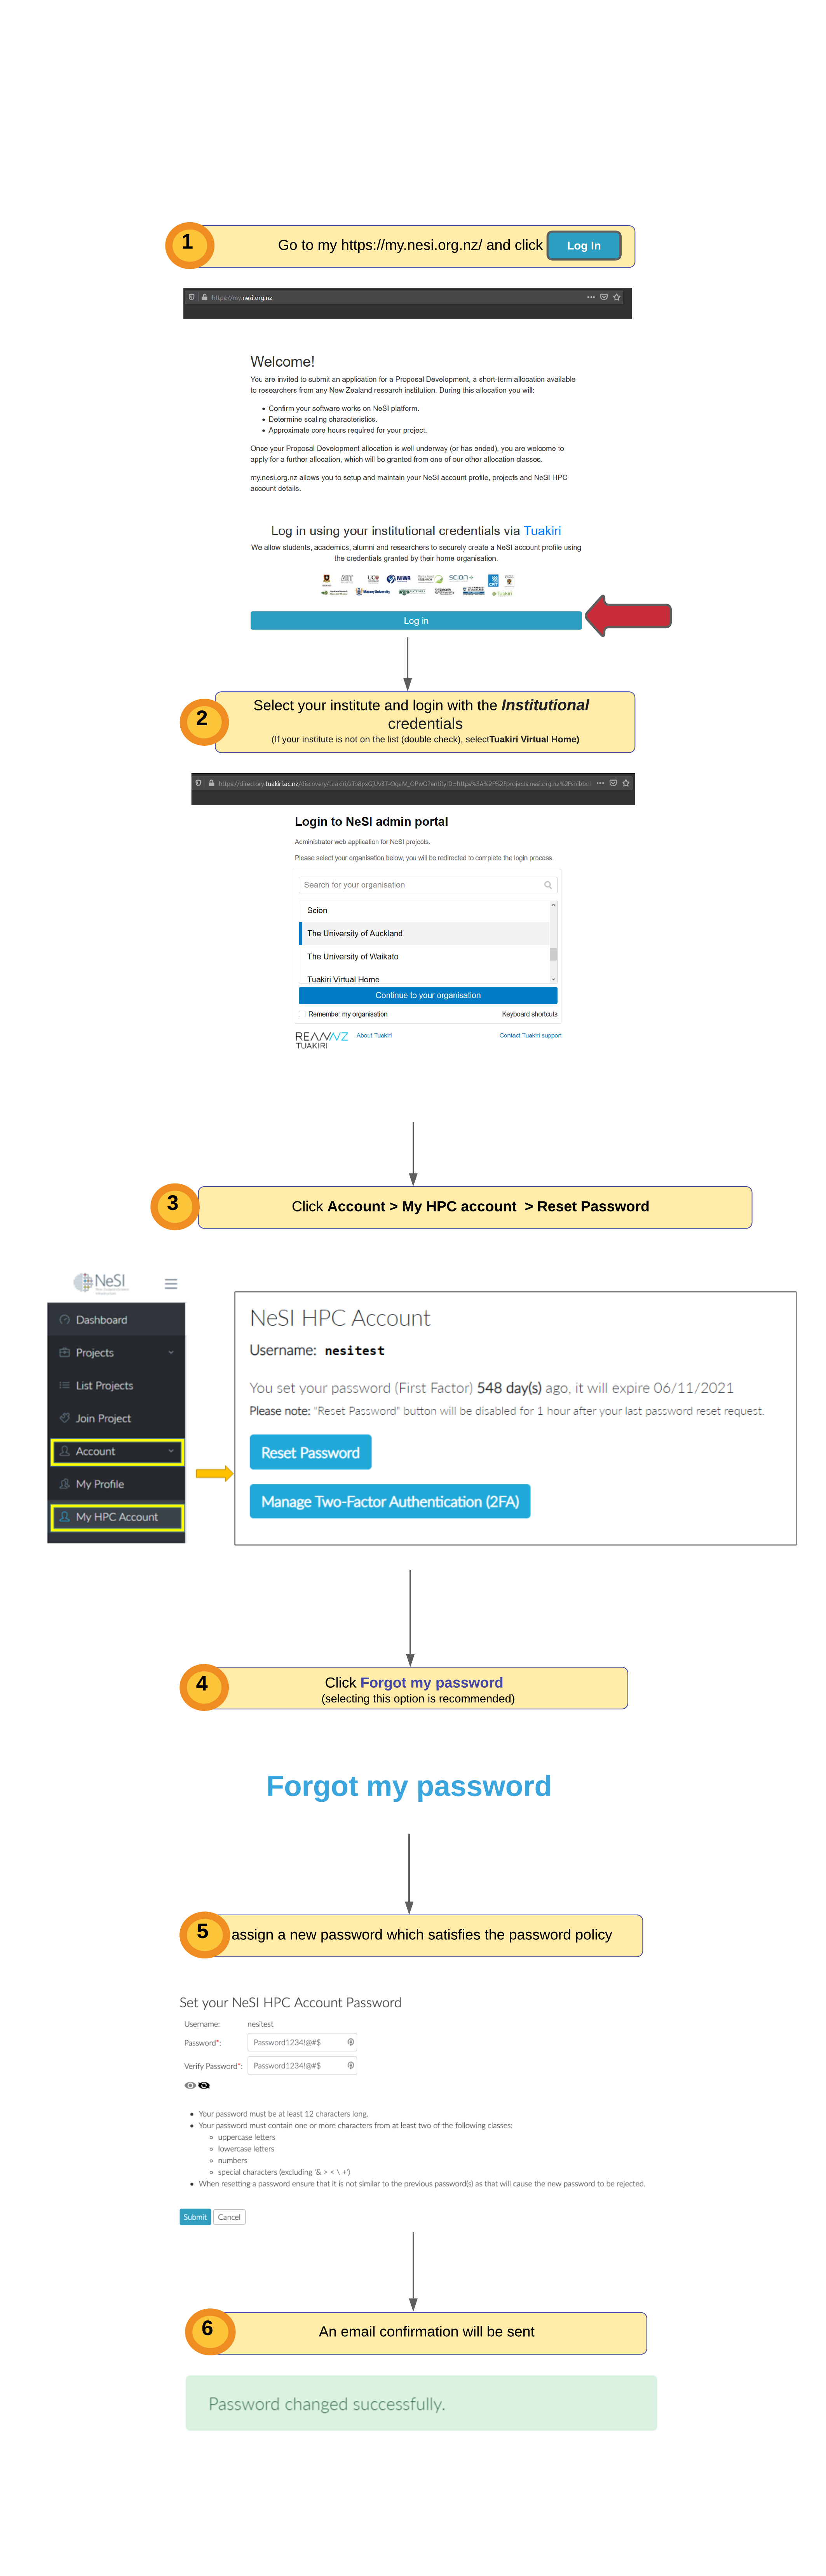 1
Go to my https://my.nesi.org.nz/ and click
Log In
https://my.nesi.org.nz
Welcome!
You are invited to submit an application for a Proposal Development, a short-term allocation available
to researchers from any New Zealand research institution. During this allocation you will:
• Confirm your software works on NeSI platform.
• Determine scaling characteristics.
• Approximate core hours required for your project.
Once your Proposal Development allocation is well underway (or has ended), you are welcome to
apply for a further allocation, which will be granted from one of our other allocation classes.
my.nesi.org.nz allows you to setup and maintain your NeSI account profile, projects and NeSI HPC
account details.
Log in using your institutional credentials via Tuakiri
We allow students, academics, alumni and researchers to securely create a NeSI account profile using
the credentials granted by their home organisation.
NIWA
SCION
Massey University
Tuakiri
Log in
2
Select your institute and login with the Institutional
credentials
(If your institute is not on the list (double check), selectTuakiri Virtual Home)
Login to NeSI admin portal
Administrator web application for NeSI projects.
Please select your organisation below, you will be redirected to complete the login process.
Search for your organisation
Scion
The University of Auckland
The University of Waikato
Tuakiri Virtual Home
Continue to your organisation
Remember my organisation
Keyboard shortcuts
REANNZ
TUAKIRI
About Tuakiri
Contact Tuakiri support
3
Click Account > My HPC account > Reset Password
NeSI
Dashboard
Projects
List Projects
Join Project
Account
My Profile
My HPC Account
NeSI HPC Account
Username: nesitest
You set your password (First Factor) 548 day(s) ago, it will expire 06/11/2021
Please note: "Reset Password" button will be disabled for 1 hour after your last password reset request.
Reset Password
Manage Two-Factor Authentication (2FA)
4
Click Forgot my password
(selecting this option is recommended)
Forgot my password
5
assign a new password which satisfies the password policy
Set your NeSI HPC Account Password
Username: nesitest
Password*: Password1234!@#$
Verify Password*: Password1234!@#$
• Your password must be at least 12 characters long.
• Your password must contain one or more characters from at least two of the following classes:
uppercase letters
lowercase letters
numbers
special characters (excluding '& > < \ +')
• When resetting a password ensure that it is not similar to the previous password(s) as that will cause the new password to be rejected.
Submit
Cancel
6
An email confirmation will be sent
Password changed successfully.